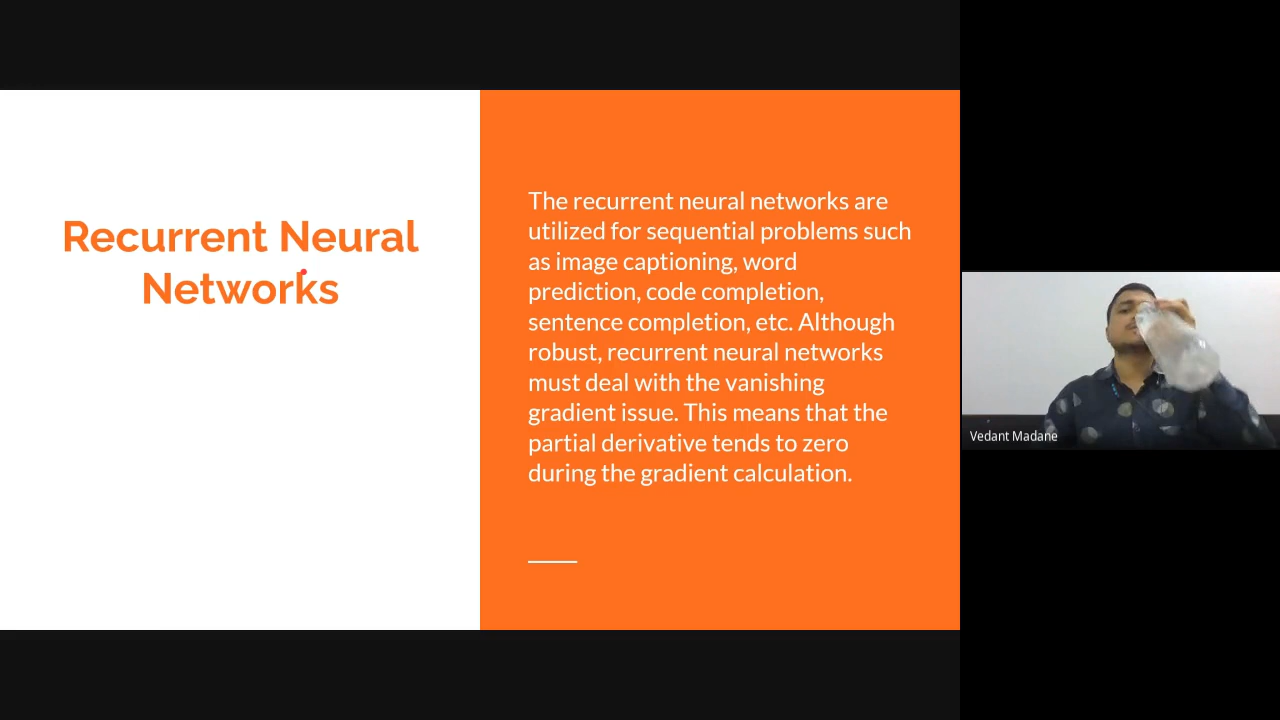 Recurrent Neural
Networks
The recurrent neural networks are
utilized for sequential problems such
as image captioning, word
prediction, code completion,
sentence completion, etc. Although
robust, recurrent neural networks
must deal with the vanishing
gradient issue. This means that the
partial derivative tends to zero
during the gradient calculation.
Vedant Madane